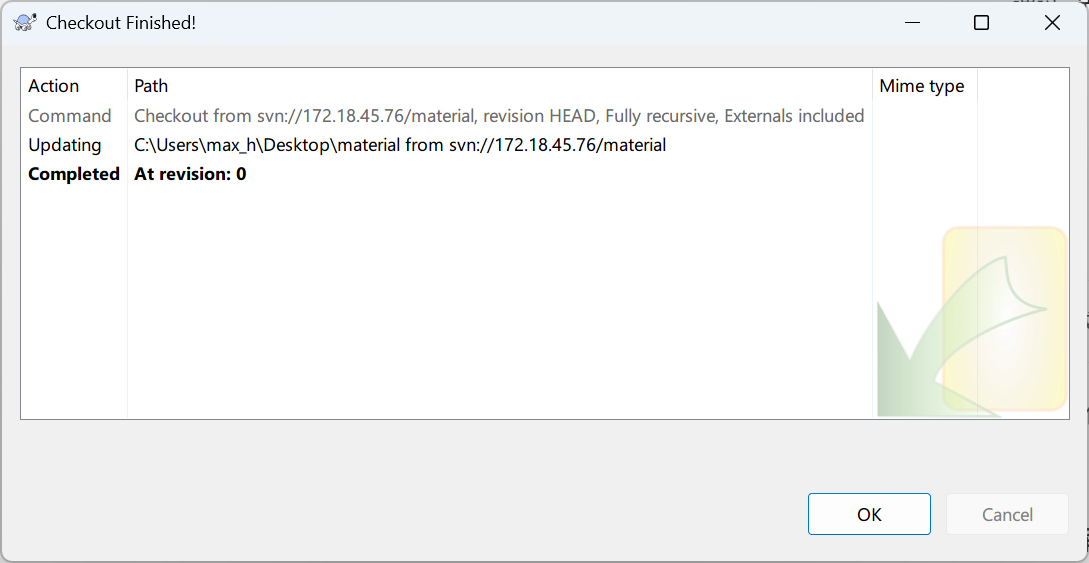 Checkout Finished!
Action Path Mime type
Command Checkout from svn://172.18.45.76/material, revision HEAD, Fully recursive, Externals included
Updating C:\Users\max_h\Desktop\material from svn://172.18.45.76/material
Completed At revision: 0
OK Cancel